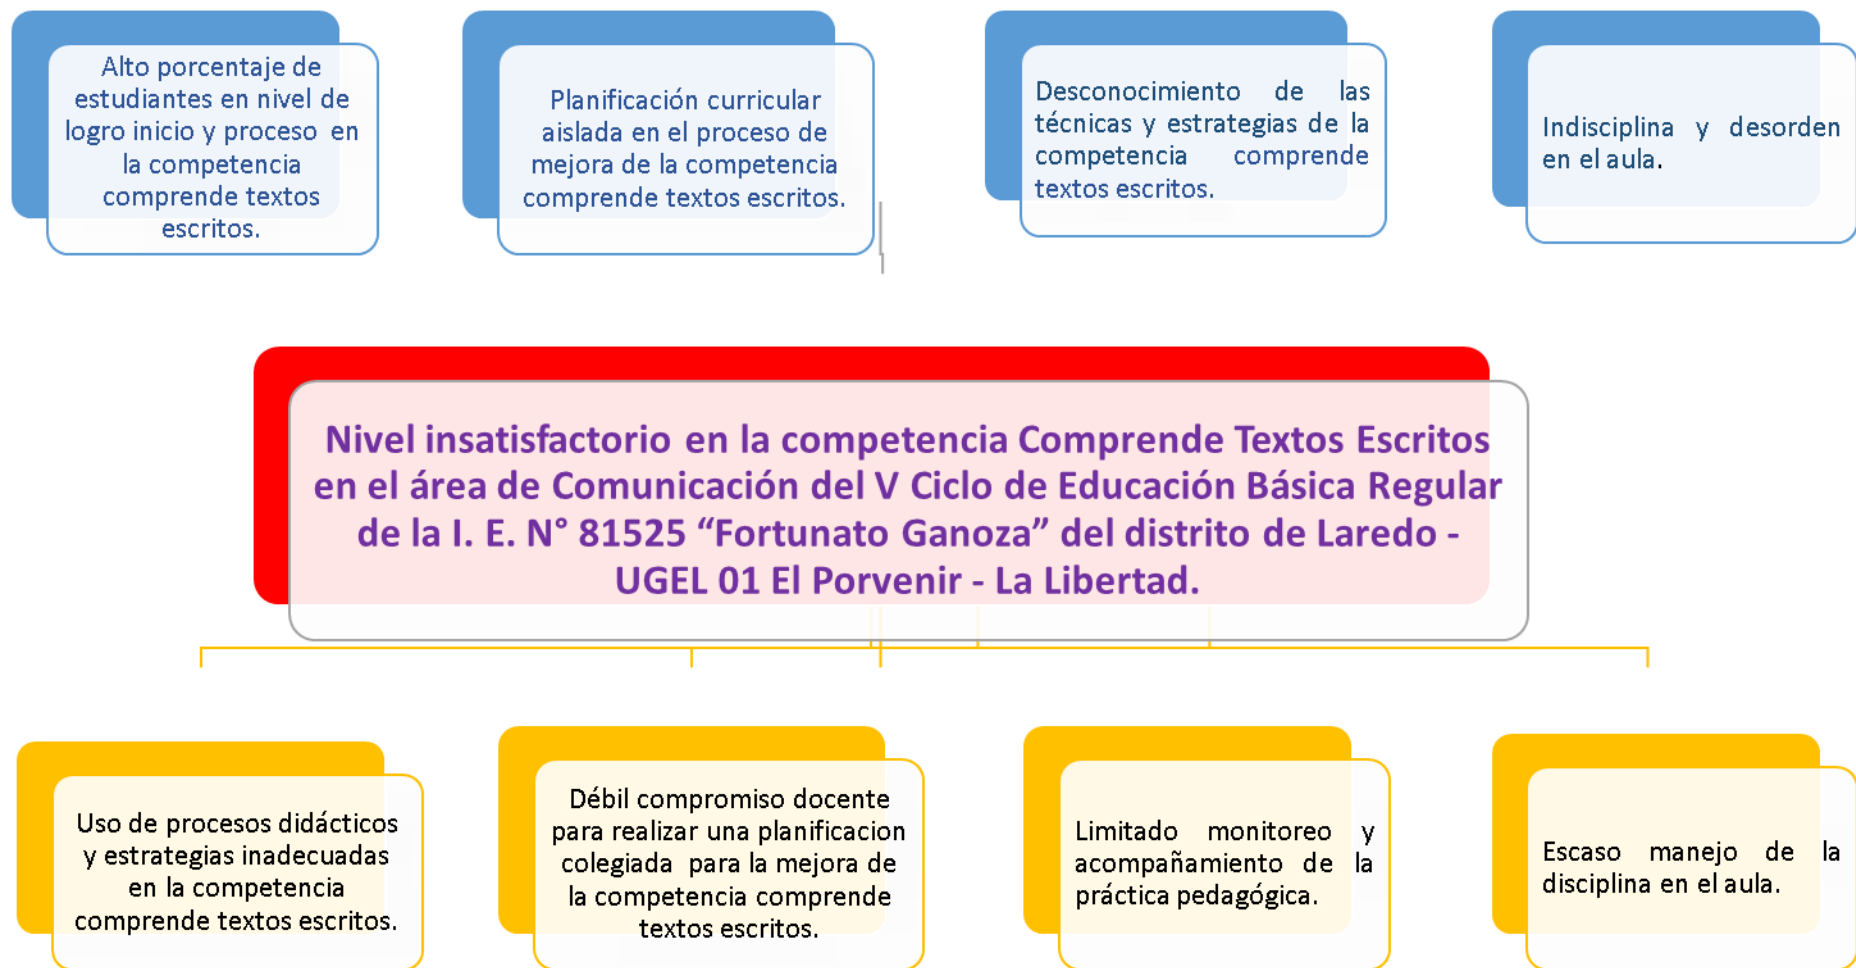 Alto porcentaje de
estudiantes en nivel de
logro inicio y proceso en
la competencia
comprende textos
escritos.
Planificación curricular
aislada en el proceso de
mejora de la competencia
comprende textos escritos.
Desconocimiento de las
técnicas y estrategias de la
competencia comprende
textos escritos.
Indisciplina y desorden
en el aula.
Nivel insatisfactorio en la competencia Comprende Textos Escritos
en el área de Comunicación del V Ciclo de Educación Básica Regular
de la I. E. N° 81525 “Fortunato Ganoza” del distrito de Laredo -
UGEL 01 El Porvenir - La Libertad.
Uso de procesos didácticos
y estrategias inadecuadas
en la competencia
comprende textos escritos.
Débil compromiso docente
para realizar una planificacion
colegiada para la mejora de
la competencia comprende
textos escritos.
Limitado monitoreo y
acompañamiento de la
práctica pedagógica.
Escaso manejo de la
disciplina en el aula.